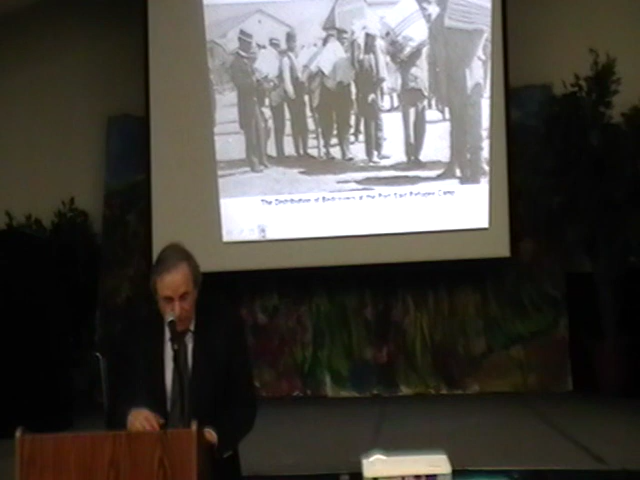 The Distribution of at the Port Said Refugee Camp